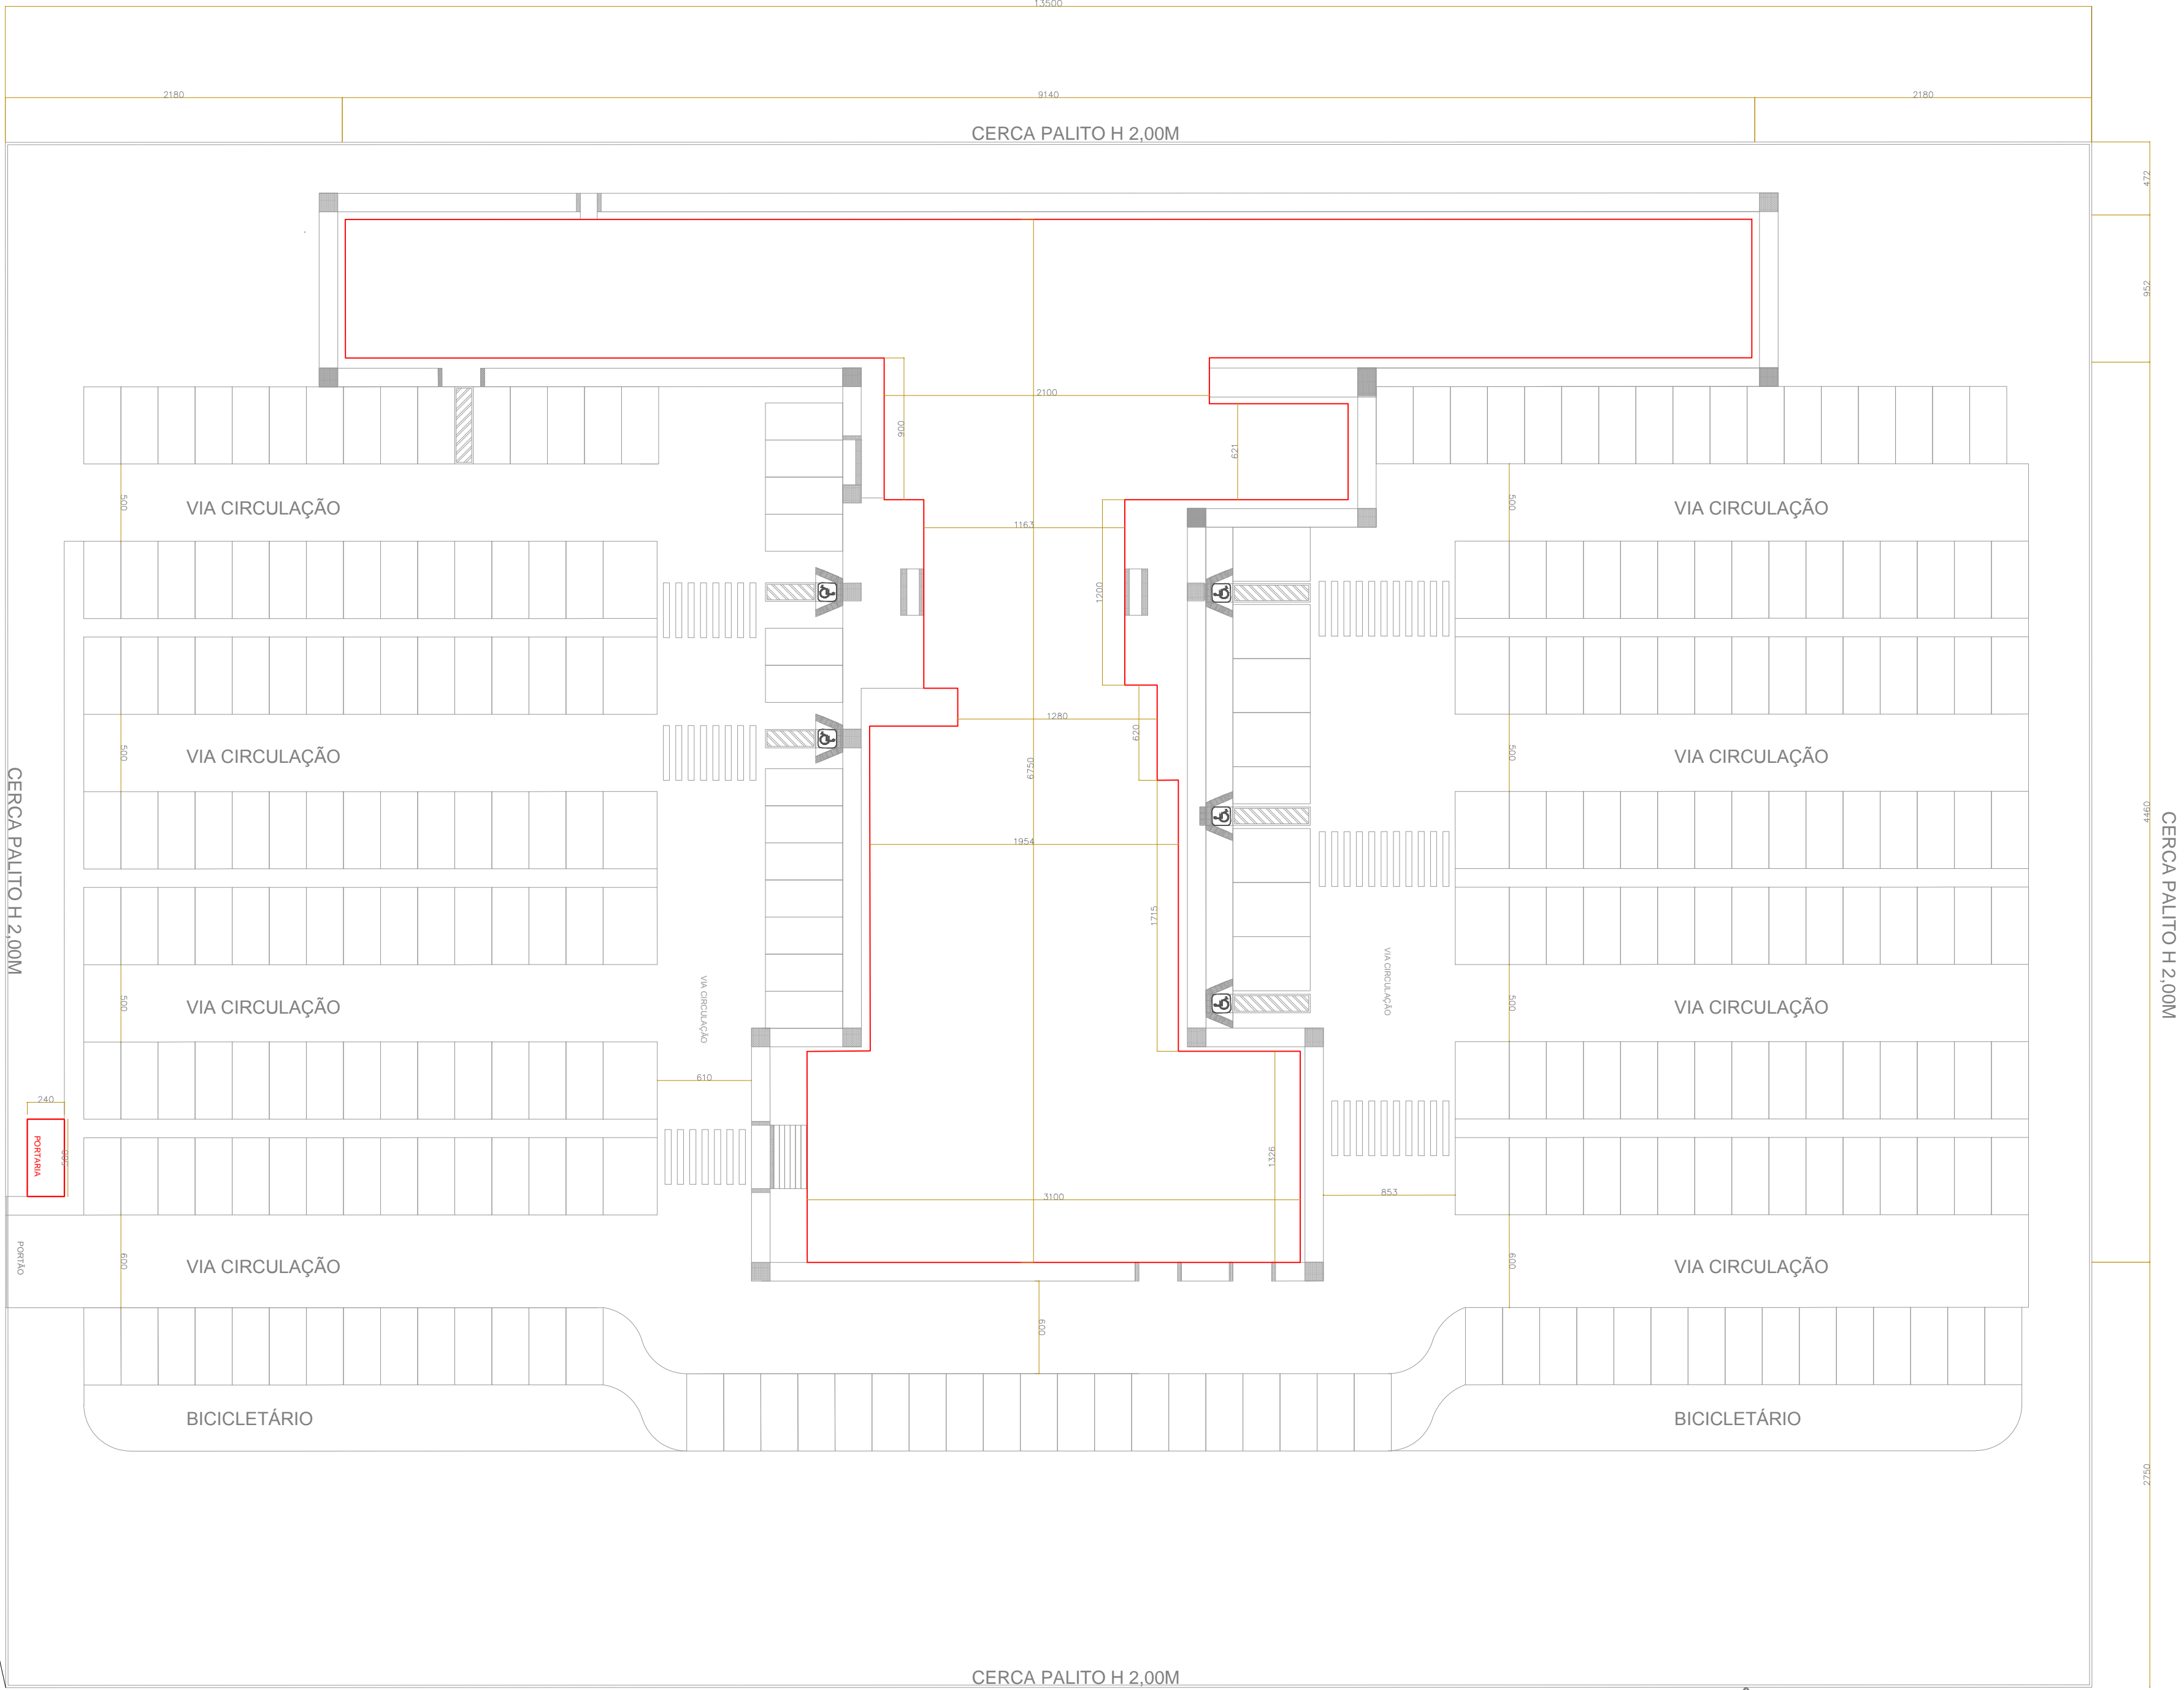 13500
2180
9140
2180
CERCA PALITO H 2,00M
472
952
2100
900
621
500
VIA CIRCULAÇÃO
500
VIA CIRCULAÇÃO
1163
1200
1280
620
500
VIA CIRCULAÇÃO
6750
500
VIA CIRCULAÇÃO
CERCA PALITO H 2,00M
4460
CERCA PALITO H 2,00M
1954
1715
VIA CIRCULAÇÃO
VIA CIRCULAÇÃO
500
VIA CIRCULAÇÃO
500
VIA CIRCULAÇÃO
610
240
PORTARIA
500
1326
3100
853
PORTÃO
600
VIA CIRCULAÇÃO
600
VIA CIRCULAÇÃO
600
BICICLETÁRIO
BICICLETÁRIO
2750
CERCA PALITO H 2,00M